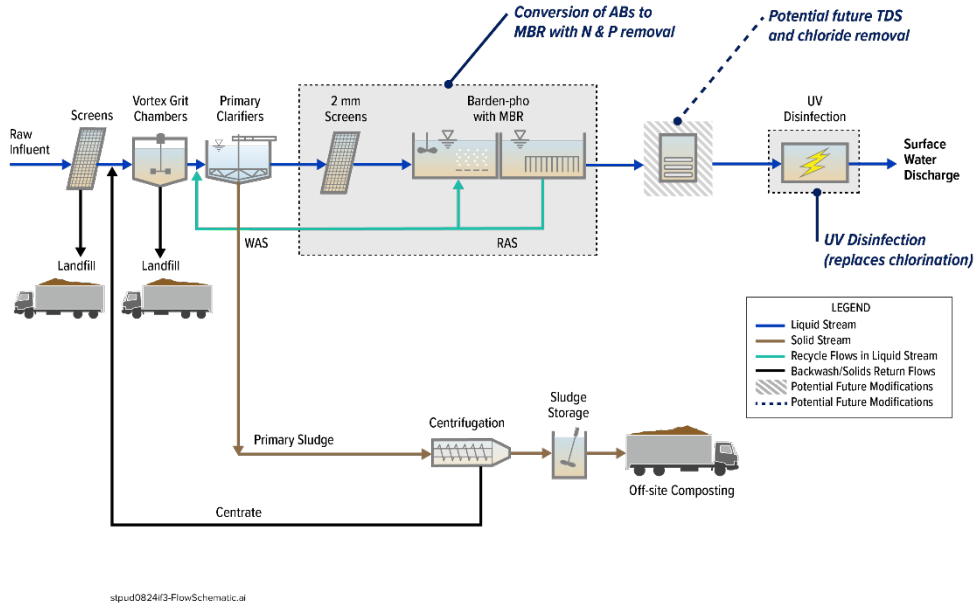 Conversion of ABs to
MBR with N & P removal
Potential future TDS
and chloride removal
Screens
Vortex Grit
Chambers
Primary
Clarifiers
2 mm
Screens
Barden-pho
with MBR
UV
Disinfection
Raw
Influent
Surface
Water
Discharge
WAS
RAS
Landfill
Landfill
UV Disinfection
(replaces chlorination)
LEGEND
Liquid Stream
Solid Stream
Recycle Flows in Liquid Stream
Backwash/Solids Return Flows
Potential Future Modifications
Potential Future Modifications
Primary Sludge
Centrifugation
Sludge
Storage
Off-site Composting
Centrate
stpud0824if3-FlowSchematic.ai